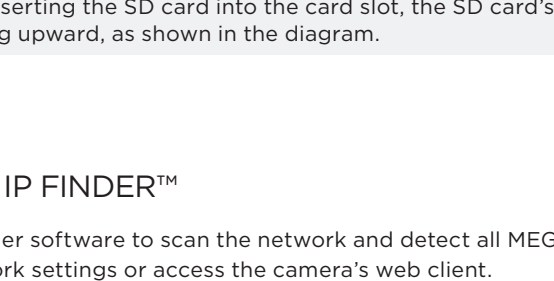 serting the SD card into the card slot, the SD card's
g upward, as shown in the diagram.
IP FINDER™
er software to scan the network and detect all MEG
rk settings or access the camera's web client.